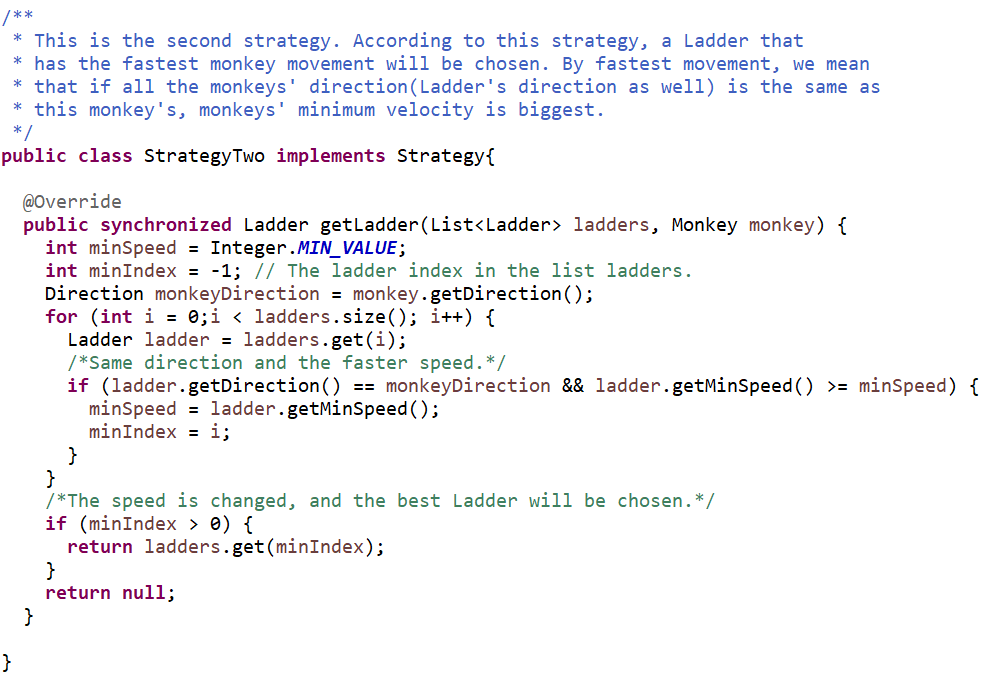 /**
 * This is the second strategy. According to this strategy, a Ladder that
 * has the fastest monkey movement will be chosen. By fastest movement, we mean
 * that if all the monkeys' direction(Ladder's direction as well) is the same as
 * this monkey's, monkeys' minimum velocity is biggest.
 */
public class StrategyTwo implements Strategy{

  @Override
  public synchronized Ladder getLadder(List<Ladder> ladders, Monkey monkey) {
    int minSpeed = Integer.MIN_VALUE;
    int minIndex = -1; // The ladder index in the list ladders.
    Direction monkeyDirection = monkey.getDirection();
    for (int i = 0;i < ladders.size(); i++) {
      Ladder ladder = ladders.get(i);
      /*Same direction and the faster speed.*/
      if (ladder.getDirection() == monkeyDirection && ladder.getMinSpeed() >= minSpeed) {
        minSpeed = ladder.getMinSpeed();
        minIndex = i;
      }
    }
    /*The speed is changed, and the best Ladder will be chosen.*/
    if (minIndex > 0) {
      return ladders.get(minIndex);
    }
    return null;
  }

}